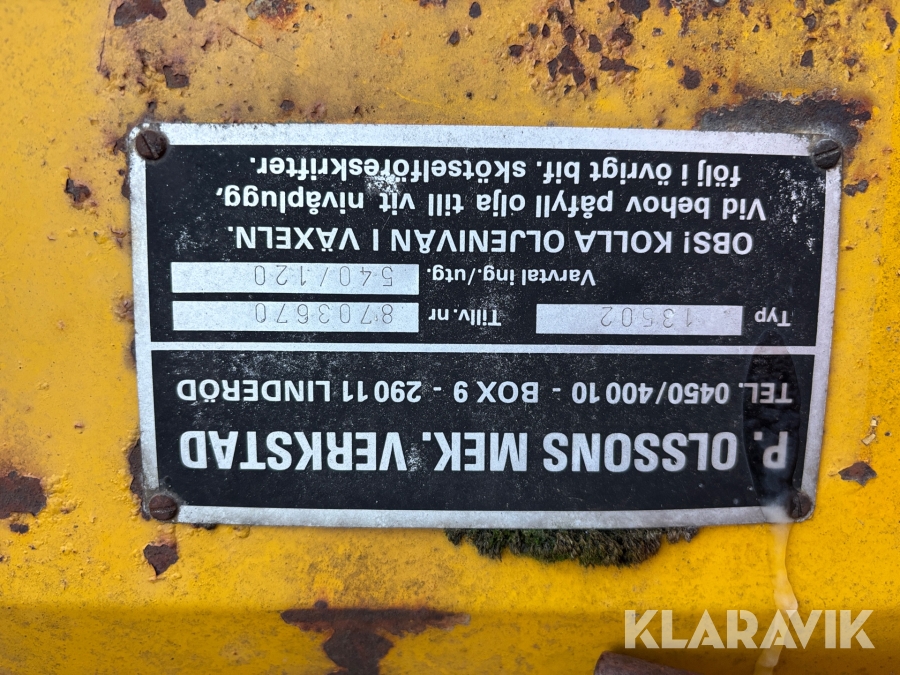 P. OLSSONS MEK. VERKSTAD
TEL. 0450/400 10 - BOX 9 - 290 11 LINDERÖD
Typ 13502 Tillv.nr 8703670
Varvtal ing./utg. 540/120
OBS! KOLLA OLJENIVÅN I VÄXELN.
Vid behov påfyll olja till vit nivåplugg,
följ i övrigt bif. skötselföreskrifter.
KLARAVIK